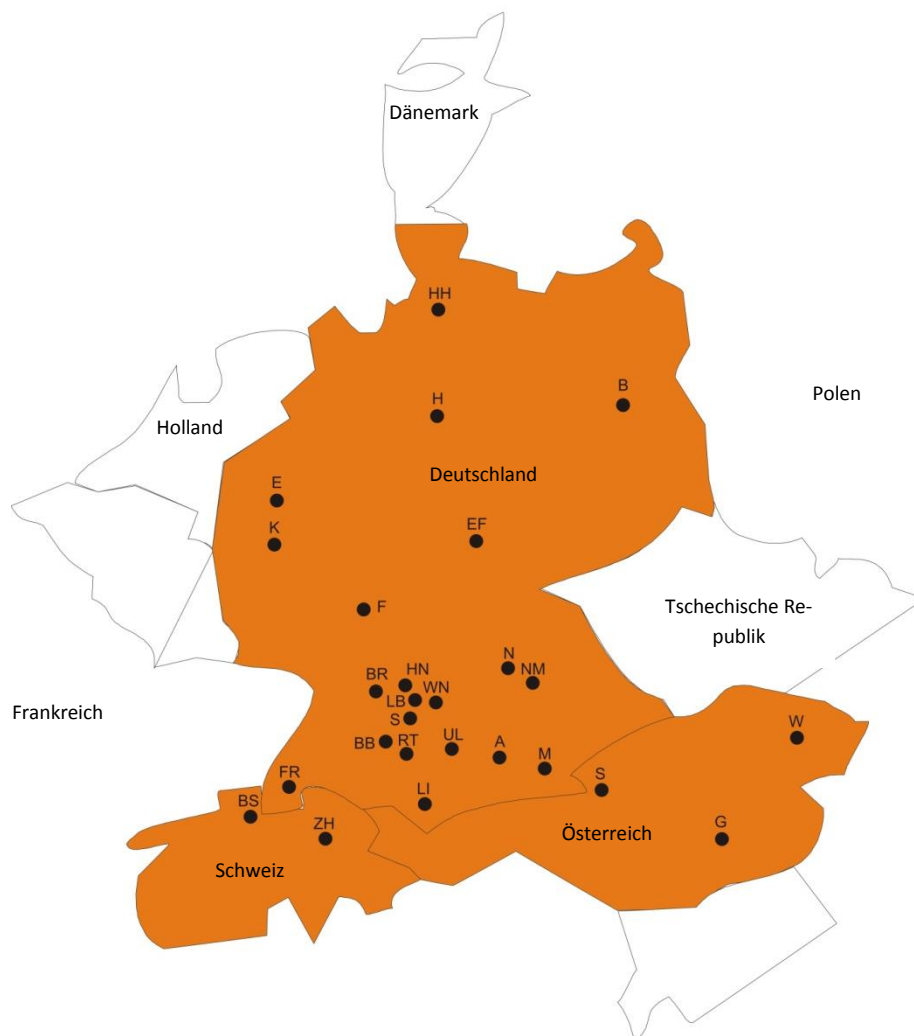 Dänemark
HH
B
H
Polen
Holland
Deutschland
E
EF
K
F
Tschechische Re-
publik
N
NM
HN
BR
WN
LB
Frankreich
S
W
UL
BB
RT
A
M
FR
S
LI
BS
G
ZH
Österreich
Schweiz